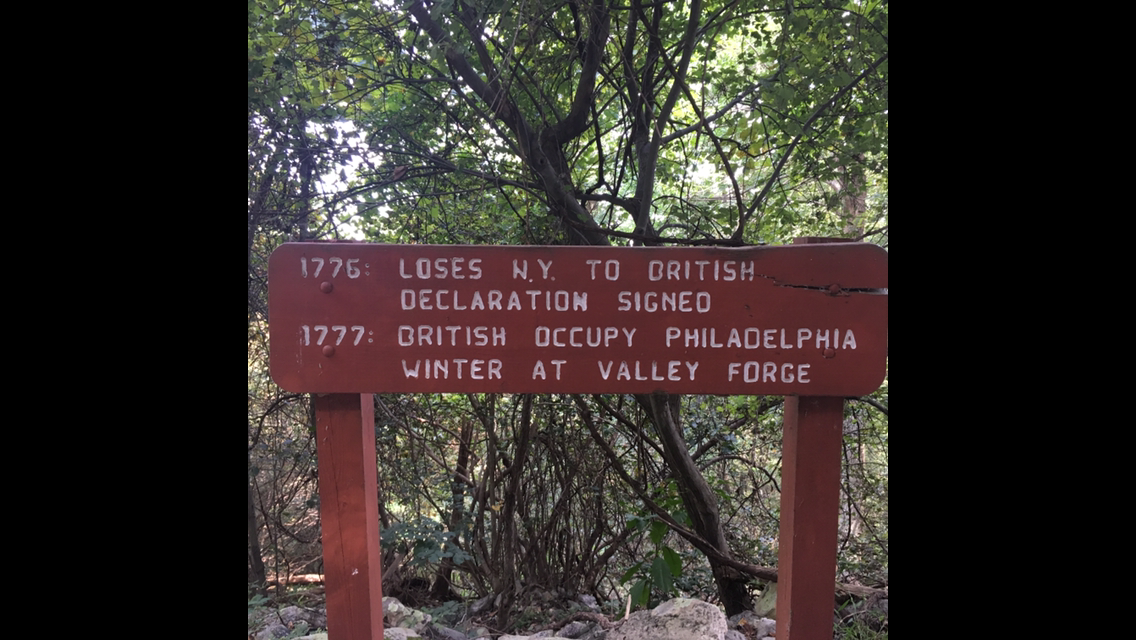 1776: LOSES N.Y. TO BRITISH
DECLARATION SIGNED
1777: BRITISH OCCUPY PHILADELPHIA
WINTER AT VALLEY FORGE